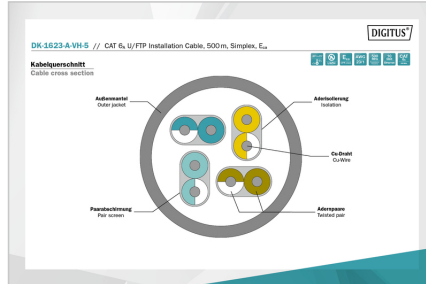 DIGITUS®
DK-1623-A-VH-5 // CAT 6A U/FTP Installation Cable, 500 m, Simplex, Eca
Kabelquerschnitt
Cable cross section
Außenmantel
Outer jacket
Aderisolierung
Isolation
Cu-Draht
Cu-Wire
Paarabschirmung
Pair screen
Adernpaare
Twisted pair